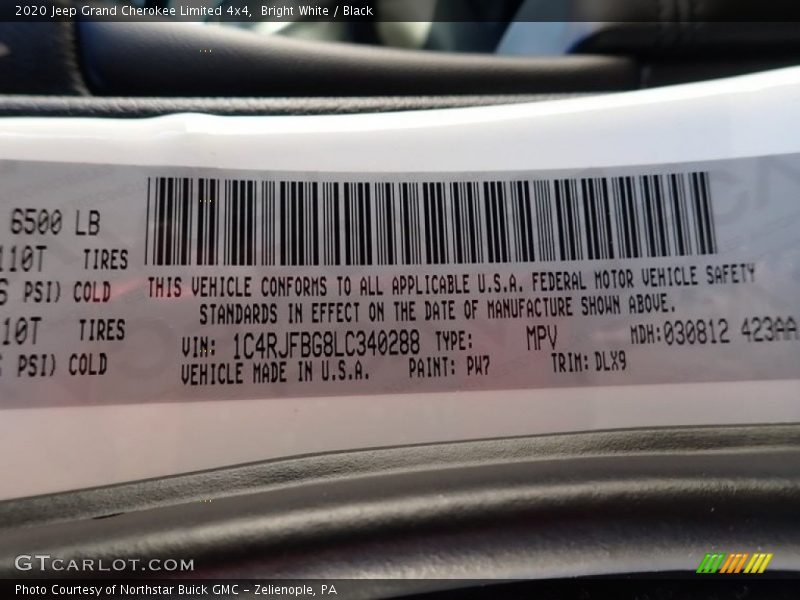 2020 Jeep Grand Cherokee Limited 4x4, Bright White / Black
6500 LB
110T TIRES
PSI) COLD
10T TIRES
PSI) COLD
THIS VEHICLE CONFORMS TO ALL APPLICABLE U.S.A. FEDERAL MOTOR VEHICLE SAFETY
STANDARDS IN EFFECT ON THE DATE OF MANUFACTURE SHOWN ABOVE.
VIN: 1C4RJFBG8LC340288 TYPE: MPV MDH:030812 423AA
VEHICLE MADE IN U.S.A. PAINT: PW7 TRIM: DLX9
GTCARLOT.COM
Photo Courtesy of Northstar Buick GMC - Zelienople, PA